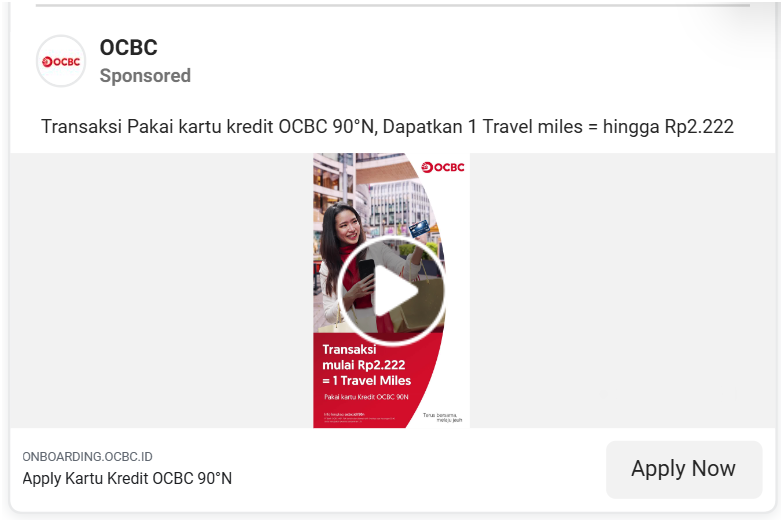 OCBC
OCBC
Sponsored
Transaksi Pakai kartu kredit OCBC 90°N, Dapatkan 1 Travel miles = hingga Rp2.222
OCBC
Transaksi
mulai Rp2.222
= 1 Travel Miles
Pakai kartu Kredit OCBC 90N
Terus bersama,
melaju jauh
ONBOARDING.OCBC.ID
Apply Kartu Kredit OCBC 90°N
Apply Now